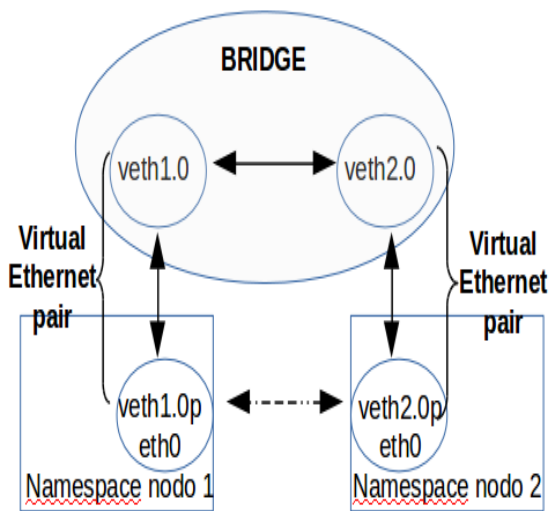 BRIDGE
veth1.0
veth2.0
Virtual
Ethernet
pair
Virtual
Ethernet
pair
veth1.0p
eth0
veth2.0p
eth0
Namespace nodo 1
Namespace nodo 2